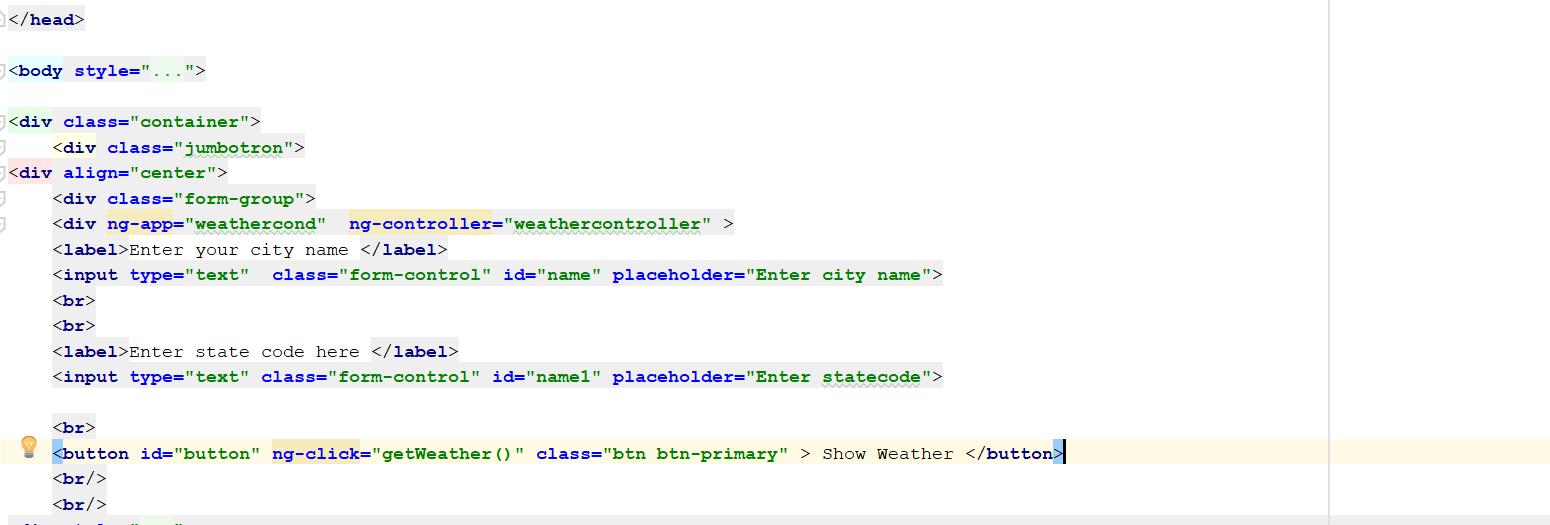 </head>
<body style="...">
<div class="container">
<div class="jumbotron">
<div align="center">
<div class="form-group">
<div ng-app="weathercond"  ng-controller="weathercontroller" >
<label>Enter your city name </label>
<input type="text"  class="form-control" id="name" placeholder="Enter city name">
<br>
<br>
<label>Enter state code here </label>
<input type="text" class="form-control" id="name1" placeholder="Enter statecode">
<br>
<button id="button" ng-click="getWeather()" class="btn btn-primary" > Show Weather </button>
<br/>
<br/>